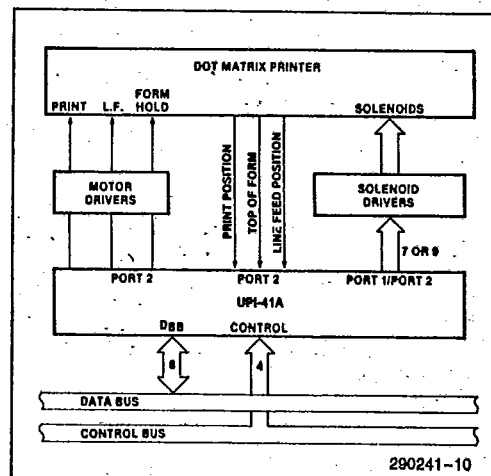 DOT MATRIX PRINTER
PRINT L.F. FORM HOLD
SOLENOIDS
MOTOR DRIVERS
PRINT POSITION
TOP OF FORM
LINE FEED POSITION
SOLENOID DRIVERS
7 OR 9
PORT 2 PORT 2 PORT 1/PORT 2
UPI-41A
DBB CONTROL
8 4
DATA BUS
CONTROL BUS
290241-10